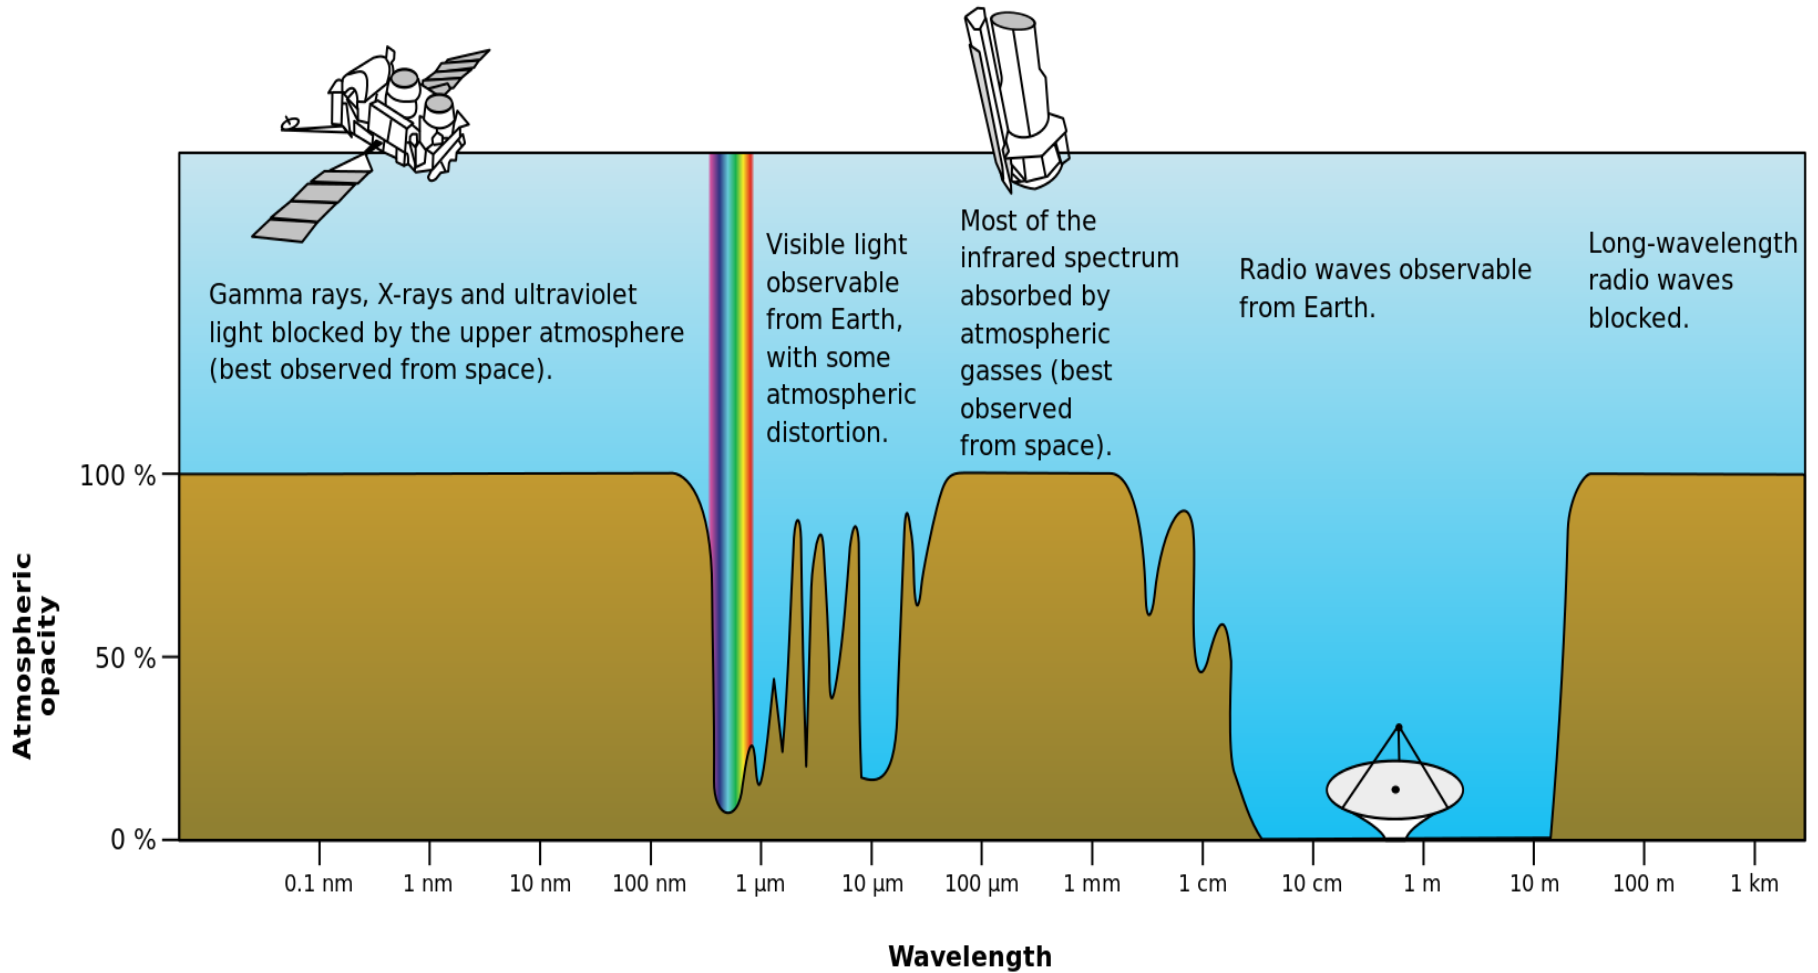 Gamma rays, X-rays and ultraviolet
light blocked by the upper atmosphere
(best observed from space).
Visible light
observable
from Earth,
with some
atmospheric
distortion.
Most of the
infrared spectrum
absorbed by
atmospheric
gasses (best
observed
from space).
Radio waves observable
from Earth.
Long-wavelength
radio waves
blocked.
Atmospheric
opacity
100 %
50 %
0 %
0.1 nm
1 nm
10 nm
100 nm
1 μm
10 μm
100 μm
1 mm
1 cm
10 cm
1 m
10 m
100 m
1 km
Wavelength